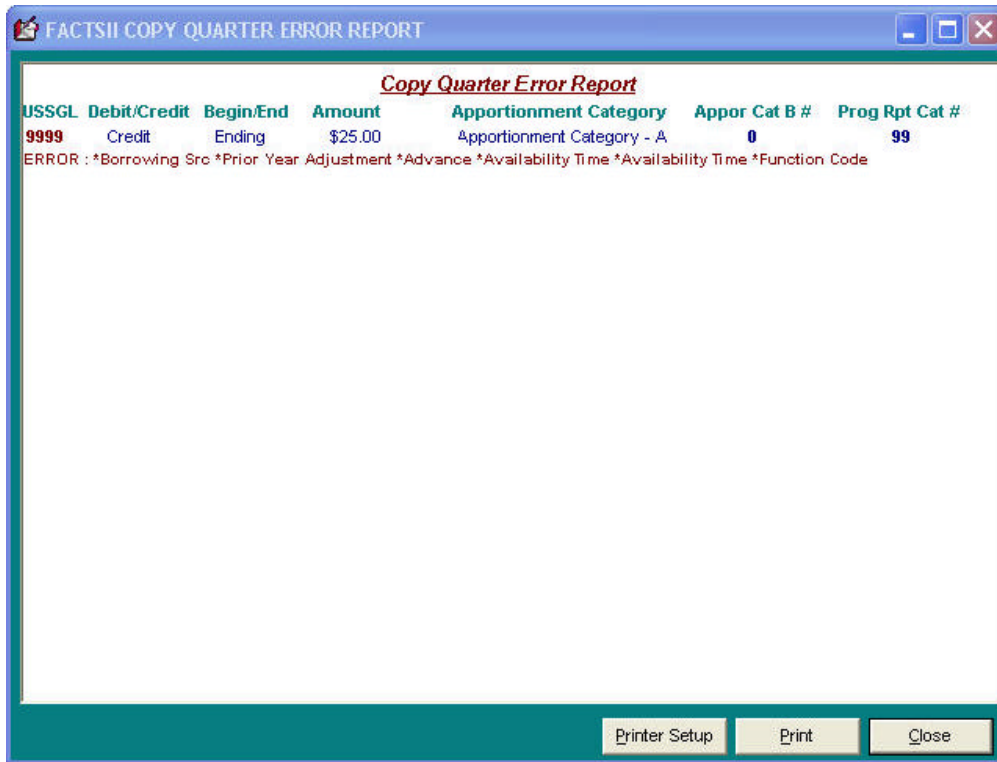 FACTSII COPY QUARTER ERROR REPORT
Copy Quarter Error Report
USSGL Debit/Credit Begin/End Amount Apportionment Category Appor Cat B # Prog Rpt Cat #
9999 Credit Ending $25.00 Apportionment Category - A 0 99
ERROR : *Borrowing Src *Prior Year Adjustment *Advance *Availability Time *Availability Time *Function Code
Printer Setup Print Close